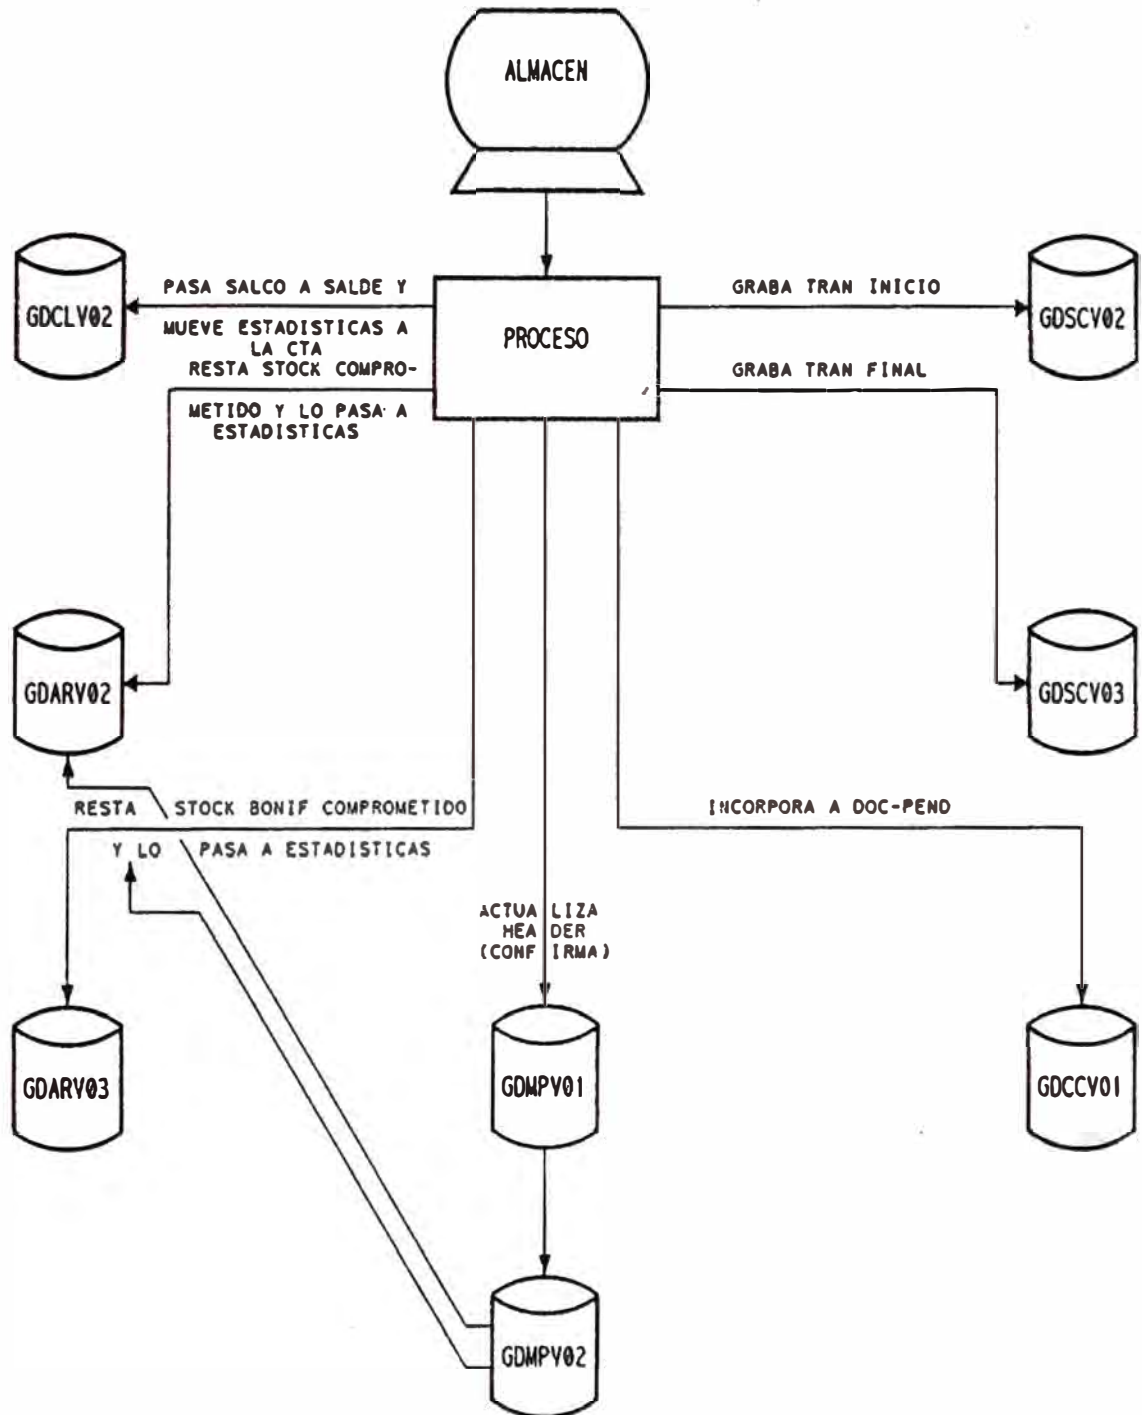 ALMACEN
PASA SALCO A SALDE Y
GRABA TRAN INICIO
GDCLV02
PROCESO
GDSCV02
MUEVE ESTADISTICAS A
LA CTA
RESTA STOCK COMPRO-
GRABA TRAN FINAL
METIDO Y LO PASA A
ESTADISTICAS
GDARV02
GDSCV03
RESTA STOCK BONIF COMPROMETIDO
INCORPORA A DOC-PEND
Y LO PASA A ESTADISTICAS
ACTUALIZA
HEADER
(CONFIRMA)
GDARV03
GDMPV01
GDCCV01
GDMPV02